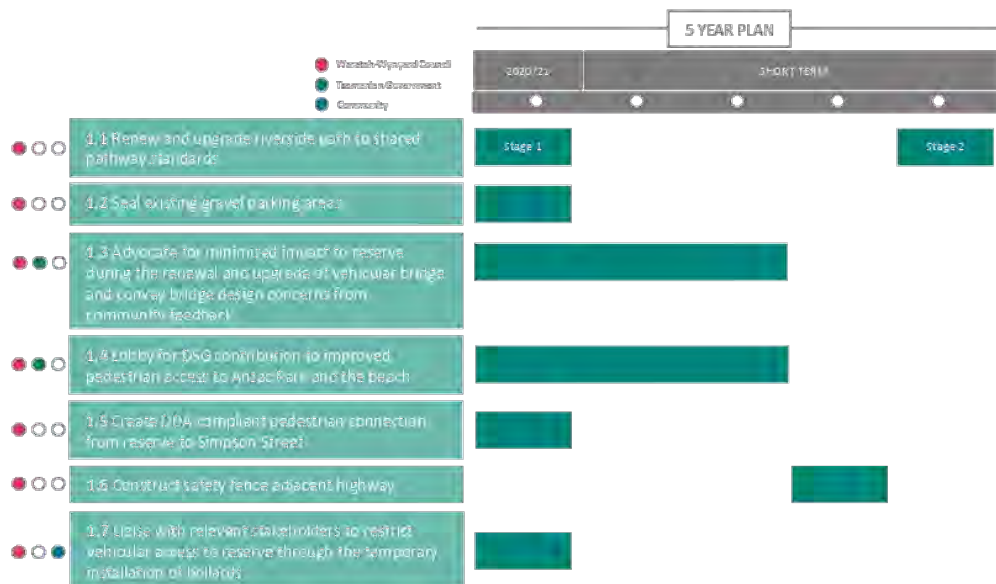 5 YEAR PLAN
Waratah-Wynyard Council
Tasmanian Government
Community
2020/21
SHORT TERM
1.1 Renew and upgrade riverside path to shared
pathway standards
Stage 1
Stage 2
1.2 Seal existing gravel parking areas
1.3 Advocate for minimised impact to reserve
during the renewal and upgrade of vehicular bridge
and convey bridge design concerns from
community feedback
1.4 Lobby for DSG contribution to improved
pedestrian access to Anzac Park and the beach
1.5 Create DDA compliant pedestrian connection
from reserve to Simpson Street
1.6 Construct safety fence adjacent highway
1.7 Liaise with relevant stakeholders to restrict
vehicular access to reserve through the temporary
installation of bollards